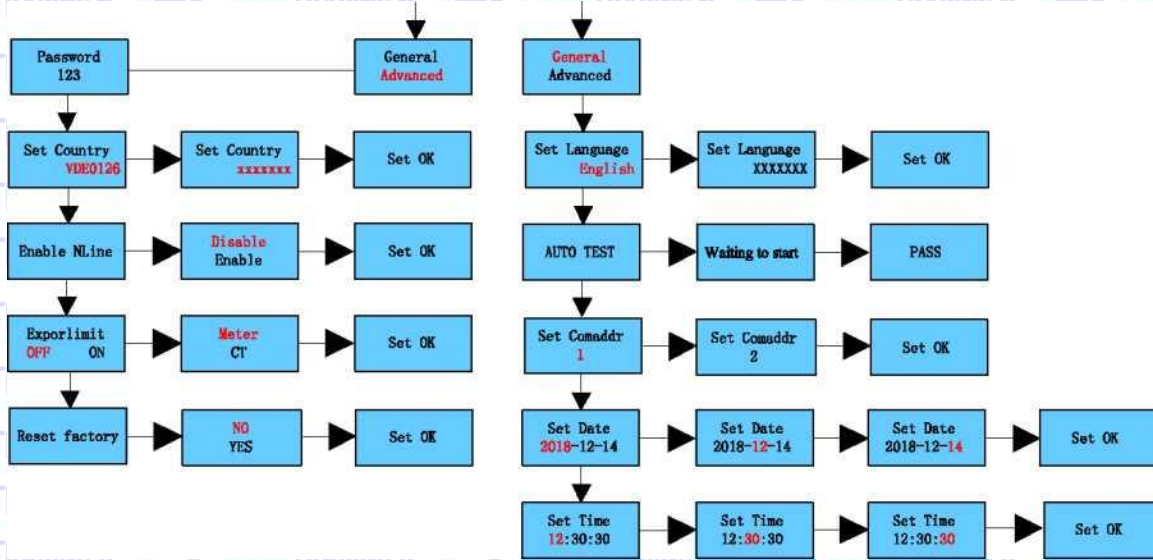 Password
123
General
Advanced
General
Advanced
Set Country
VDE0126
Set Country
xxxxxxx
Set OK
Set Language
English
Set Language
XXXXXXX
Set OK
Enable NLine
Disable
Enable
Set OK
AUTO TEST
Waiting to start
PASS
Exporlimit
OFF ON
Meter
CT
Set OK
Set Comaddr
1
Set Comaddr
2
Set OK
Reset factory
NO
YES
Set OK
Set Date
2018-12-14
Set Date
2018-12-14
Set Date
2018-12-14
Set OK
Set Time
12:30:30
Set Time
12:30:30
Set Time
12:30:30
Set OK